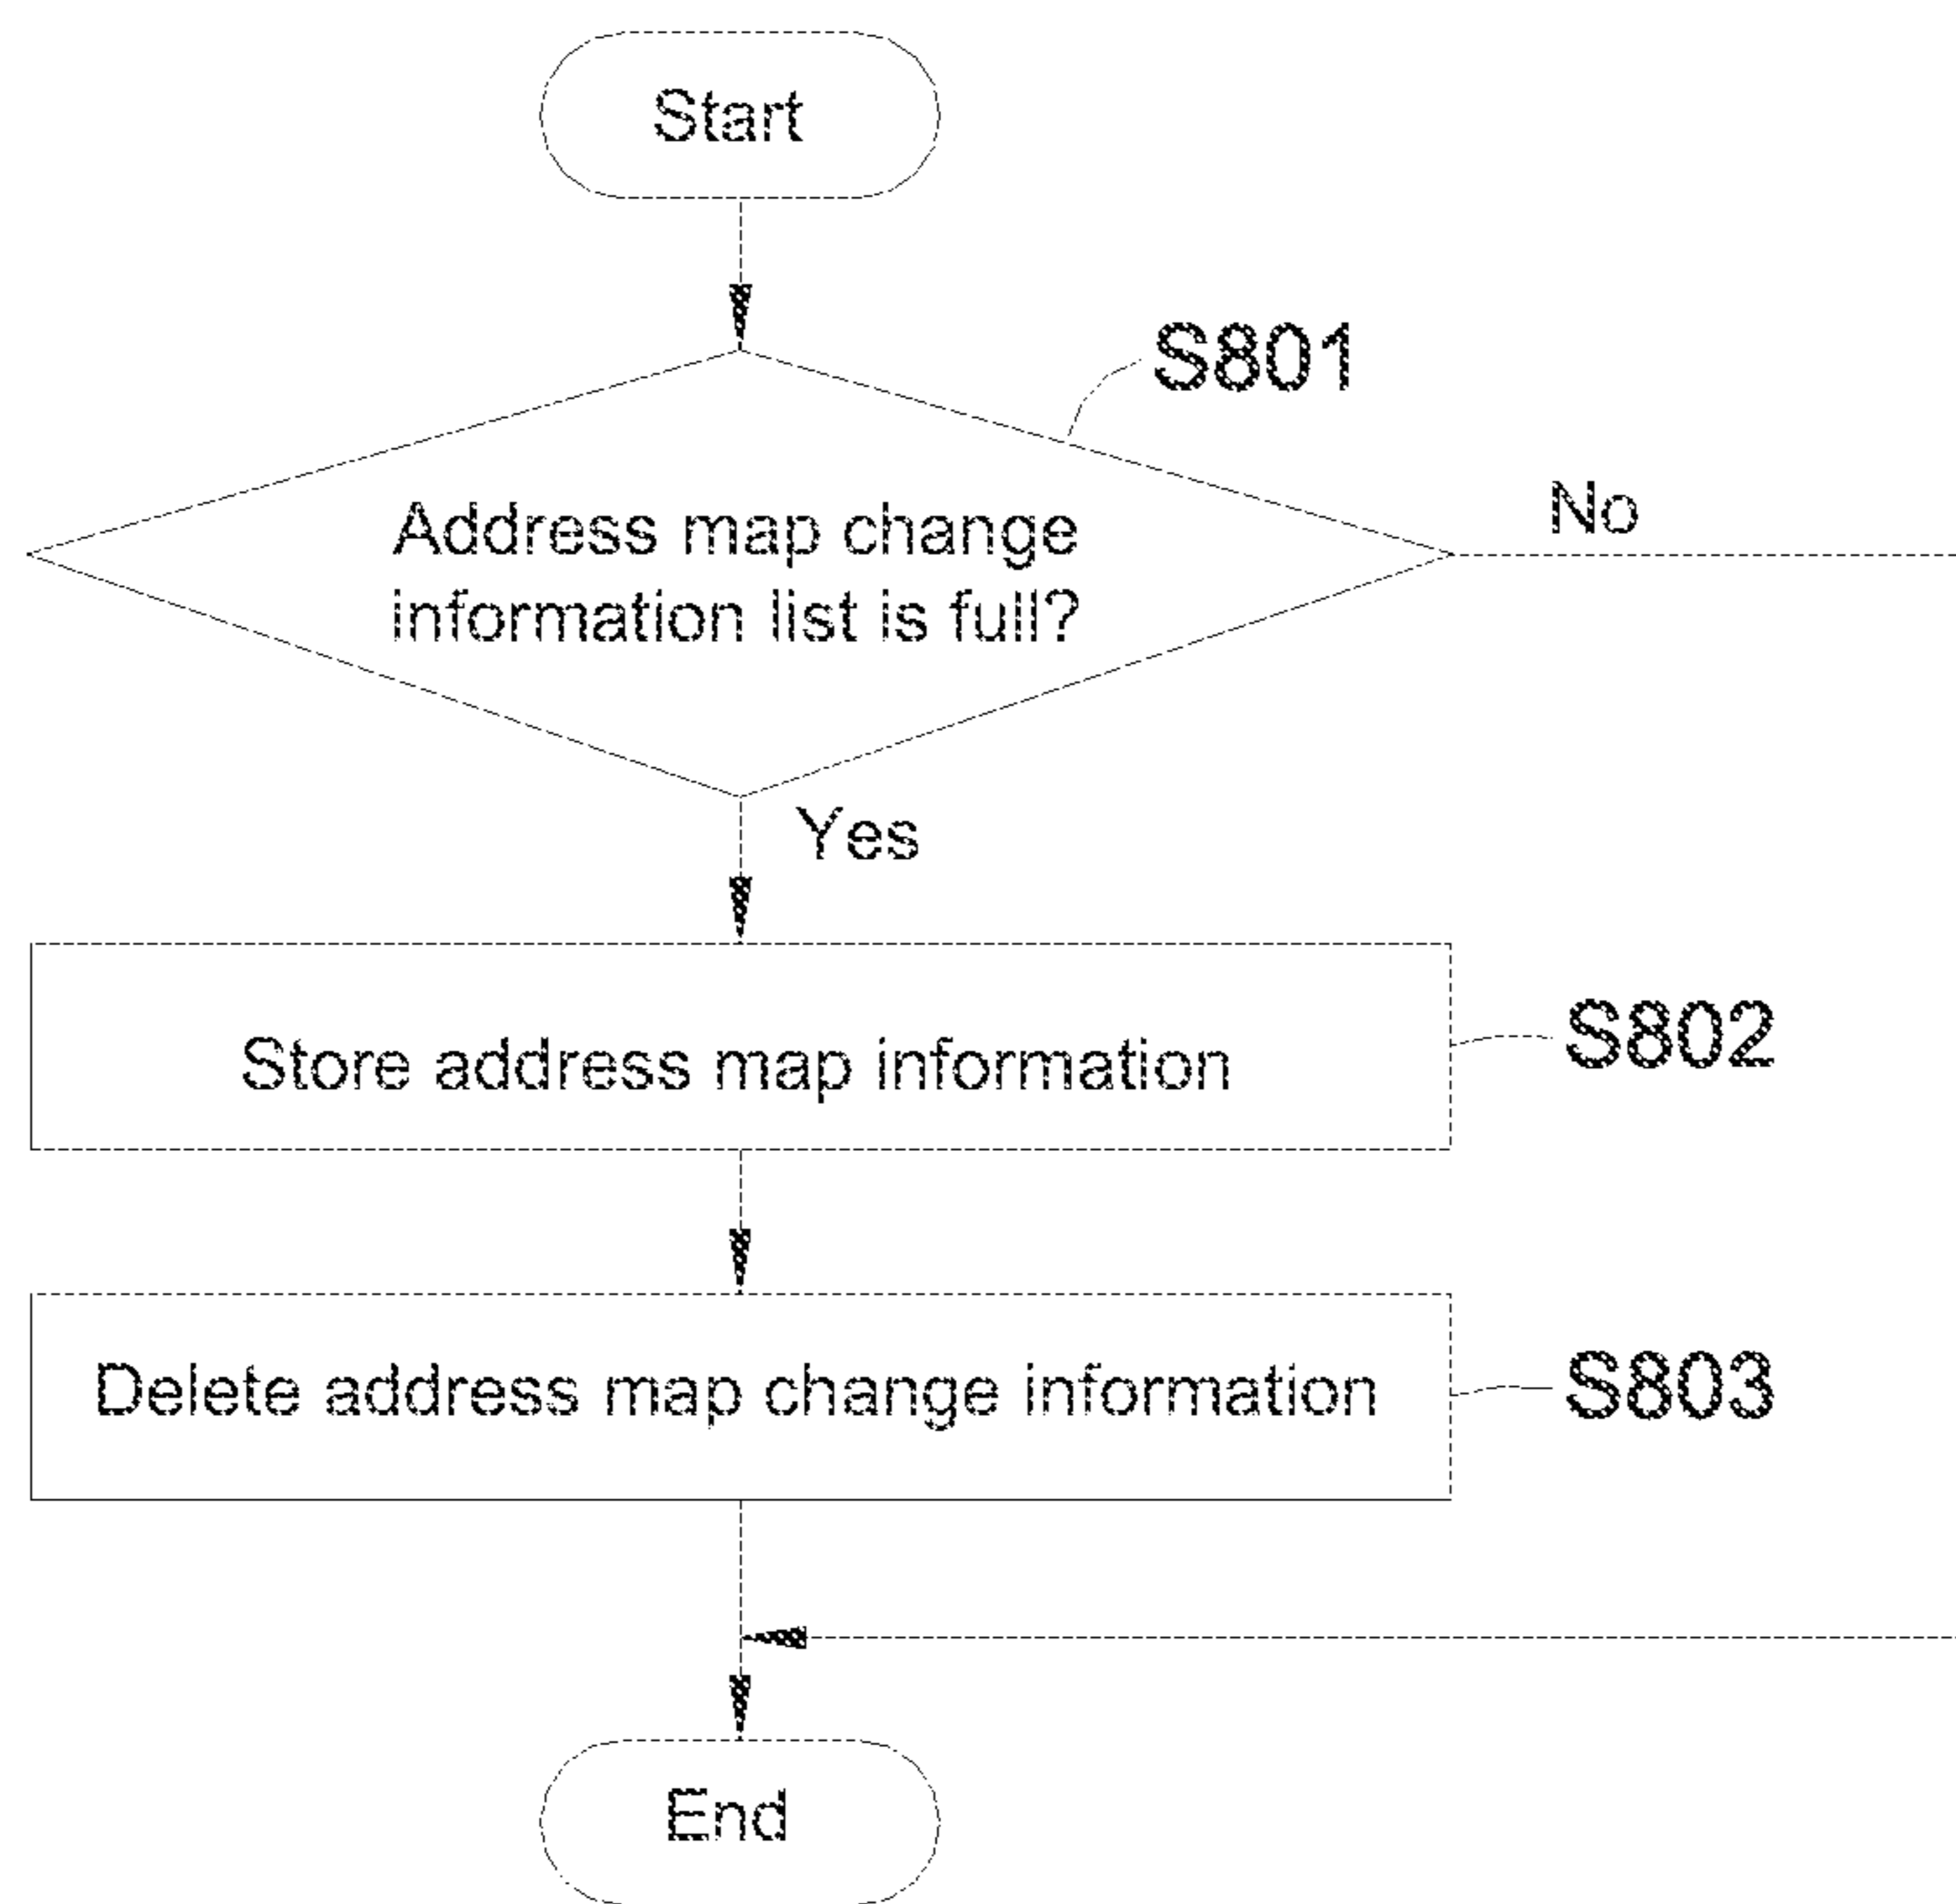 Start
S801
No
Address map change
information list is full?
Yes
Store address map information
S802
Delete address map change information
S803
End